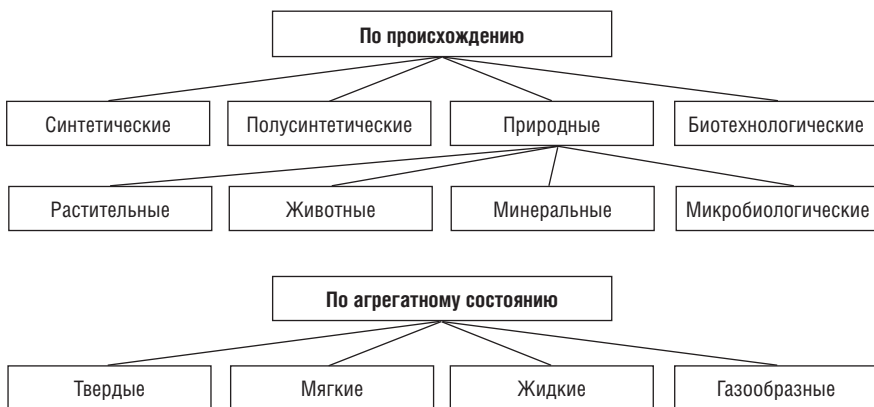 По происхождению
Синтетические
Полусинтетические
Природные
Биотехнологические
Растительные
Животные
Минеральные
Микробиологические
По агрегатному состоянию
Твердые
Мягкие
Жидкие
Газообразные